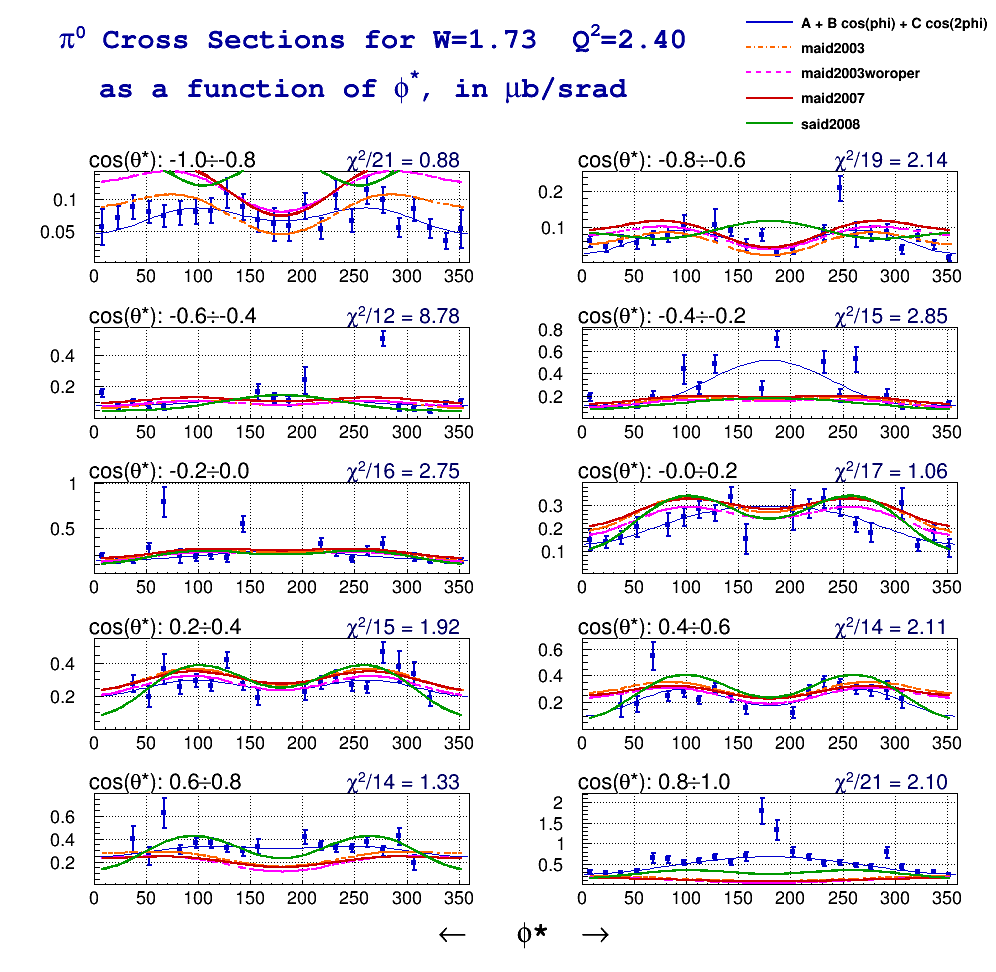 π⁰ Cross Sections for W=1.73 Q²=2.40
as a function of ϕ*, in μb/srad
A + B cos(phi) + C cos(2phi)
maid2003
maid2003woroper
maid2007
said2008
cos(θ*): -1.0÷-0.8 χ²/21 = 0.88
0.1
0.05
0 50 100 150 200 250 300 350
cos(θ*): -0.8÷-0.6 χ²/19 = 2.14
0.2
0.1
0 50 100 150 200 250 300 350
cos(θ*): -0.6÷-0.4 χ²/12 = 8.78
0.4
0.2
0 50 100 150 200 250 300 350
cos(θ*): -0.4÷-0.2 χ²/15 = 2.85
0.8
0.6
0.4
0.2
0 50 100 150 200 250 300 350
cos(θ*): -0.2÷0.0 χ²/16 = 2.75
1
0.5
0 50 100 150 200 250 300 350
cos(θ*): -0.0÷0.2 χ²/17 = 1.06
0.3
0.2
0.1
0 50 100 150 200 250 300 350
cos(θ*): 0.2÷0.4 χ²/15 = 1.92
0.4
0.2
0 50 100 150 200 250 300 350
cos(θ*): 0.4÷0.6 χ²/14 = 2.11
0.6
0.4
0.2
0 50 100 150 200 250 300 350
cos(θ*): 0.6÷0.8 χ²/14 = 1.33
0.6
0.4
0.2
0 50 100 150 200 250 300 350
cos(θ*): 0.8÷1.0 χ²/21 = 2.10
2
1.5
1
0.5
0 50 100 150 200 250 300 350
← ϕ* →